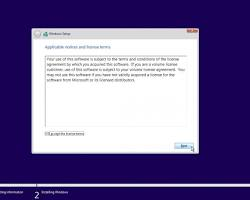 Windows Setup
Applicable notices and license terms
Your use of this software is subject to the terms and conditions of the license
agreement by which you acquired this software. If you are a volume license
customer, use of this software is subject to your volume license agreement. You
may not use this software if you have not validly acquired a license for the
software from Microsoft or its licensed distributors.
I accept the license terms
Next
2 Installing Windows